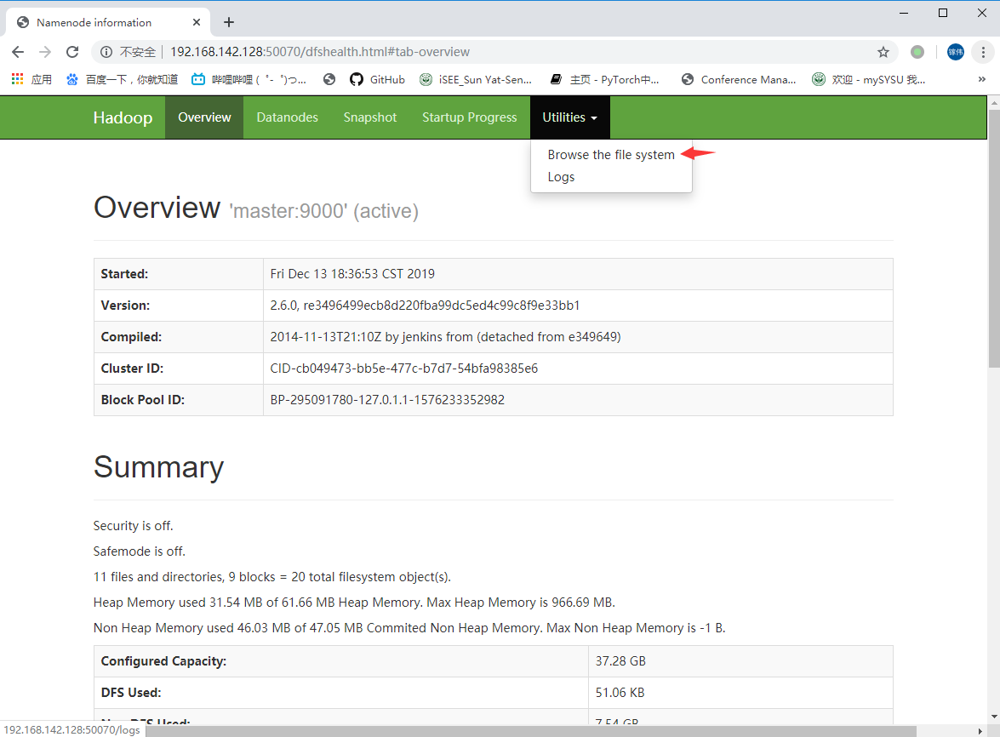 Namenode information
不安全 192.168.142.128:50070/dfshealth.html#tab-overview 稼伟
应用 百度一下，你就知道 哔哩哔哩 ( ゜- ゜)つ... GitHub iSEE_Sun Yat-Sen... 主页 - PyTorch中... Conference Mana... 欢迎 - mySYSU 我... »
Hadoop Overview Datanodes Snapshot Startup Progress Utilities
Browse the file system
Logs
Overview 'master:9000' (active)
Started: Fri Dec 13 18:36:53 CST 2019
Version: 2.6.0, re3496499ecb8d220fba99dc5ed4c99c8f9e33bb1
Compiled: 2014-11-13T21:10Z by jenkins from (detached from e349649)
Cluster ID: CID-cb049473-bb5e-477c-b7d7-54bfa98385e6
Block Pool ID: BP-295091780-127.0.1.1-1576233352982
Summary
Security is off.
Safemode is off.
11 files and directories, 9 blocks = 20 total filesystem object(s).
Heap Memory used 31.54 MB of 61.66 MB Heap Memory. Max Heap Memory is 966.69 MB.
Non Heap Memory used 46.03 MB of 47.05 MB Commited Non Heap Memory. Max Non Heap Memory is -1 B.
Configured Capacity: 37.28 GB
DFS Used: 51.06 KB
Non DFS Used: 7.54 GB
192.168.142.128:50070/logs